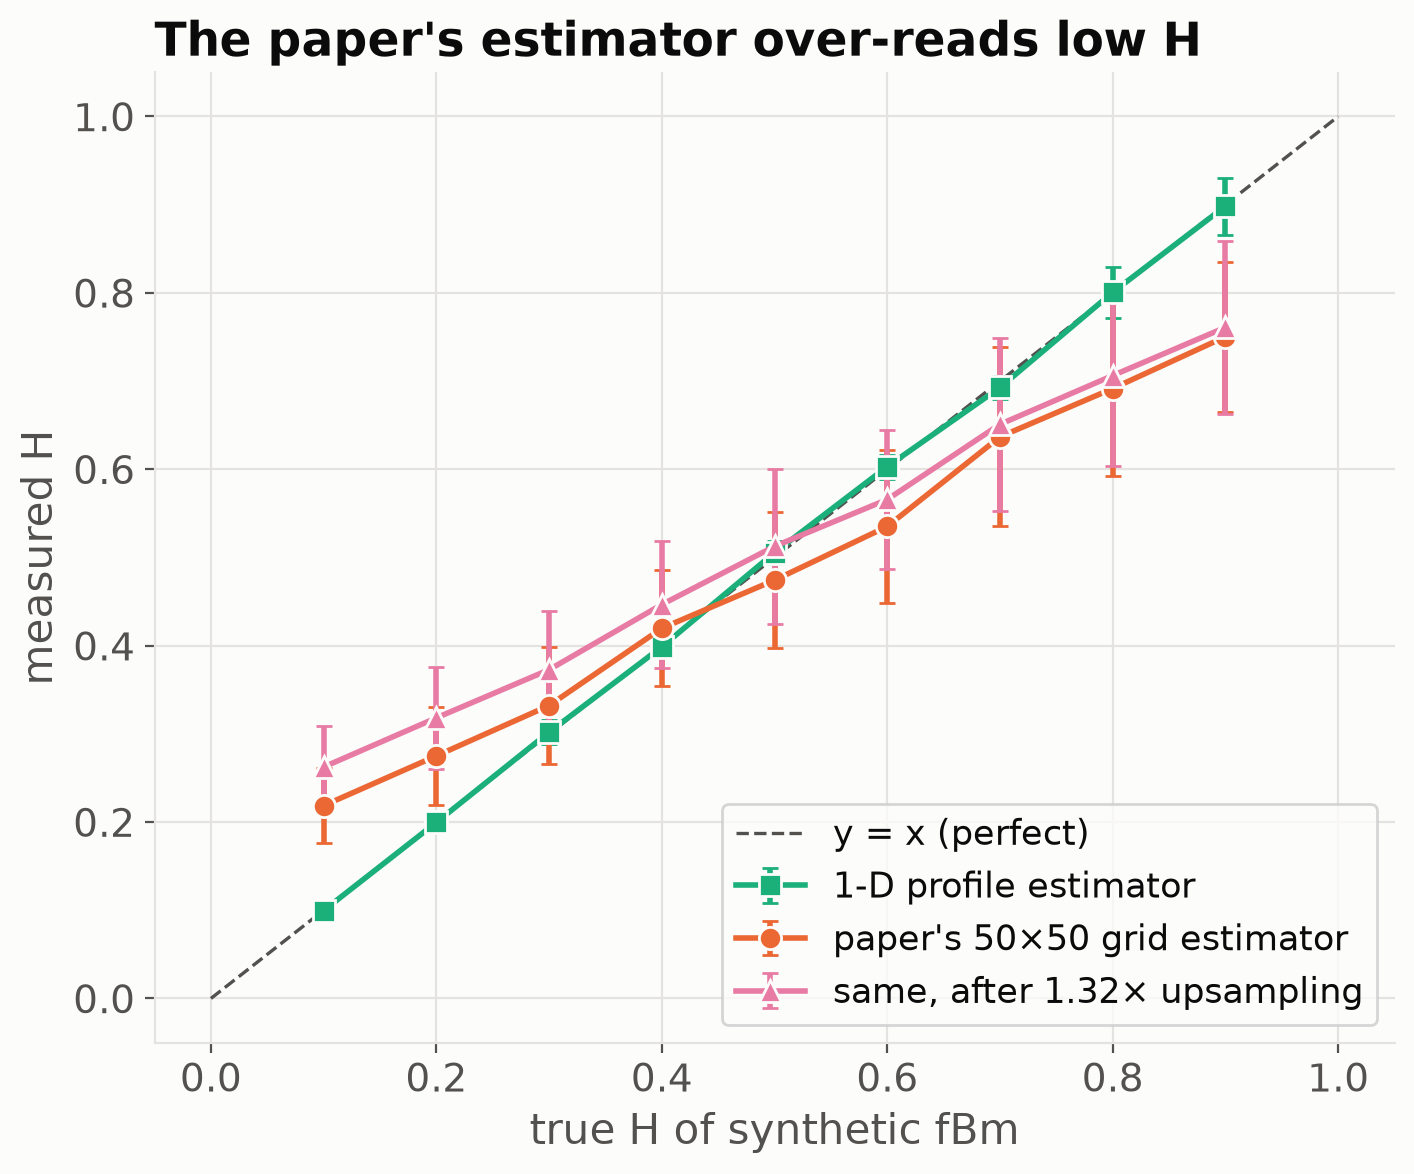 The paper's estimator over-reads low H
1.0
0.8
0.6
0.4
0.2
0.0
measured H
y = x (perfect)
1-D profile estimator
paper's 50×50 grid estimator
same, after 1.32× upsampling
0.0 0.2 0.4 0.6 0.8 1.0
true H of synthetic fBm